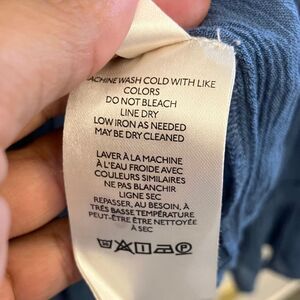 MACHINE WASH COLD WITH LIKE
COLORS
DO NOT BLEACH
LINE DRY
LOW IRON AS NEEDED
MAY BE DRY CLEANED
LAVER À LA MACHINE
À L'EAU FROIDE AVEC
COULEURS SIMILAIRES
NE PAS BLANCHIR
LIGNE SEC
REPASSER, AU BESOIN, À
TRÈS BASSE TEMPÉRATURE
PEUT-ÊTRE ÊTRE NETTOYÉE
À SEC